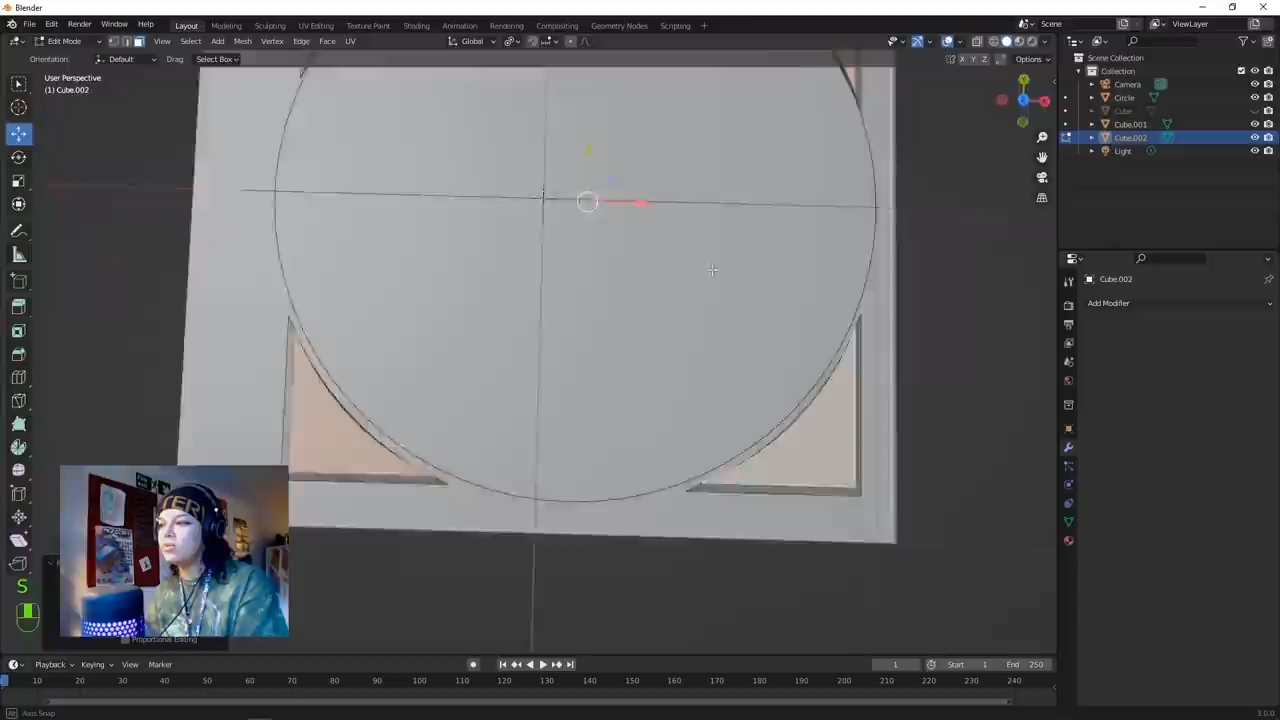 Blender
File Edit Render Window Help
Layout Modeling Sculpting UV Editing Texture Paint Shading Animation Rendering Compositing Geometry Nodes Scripting +
Scene
ViewLayer
Edit Mode
View Select Add Mesh Vertex Edge Face UV
Global
Orientation: Default Drag: Select Box
X Y Z
Options
User Perspective
(1) Cube.002
Scene Collection
Collection
Camera
Circle
Cube
Cube.001
Cube.002
Light
Cube.002
Add Modifier
S
Proportional Editing
Playback Keying View Marker
1
Start 1
End 250
10 20 30 40 50 60 70 80 90 100 110 120 130 140 150 160 170 180 190 200 210 220 230 240
Axis Snap
3.0.0